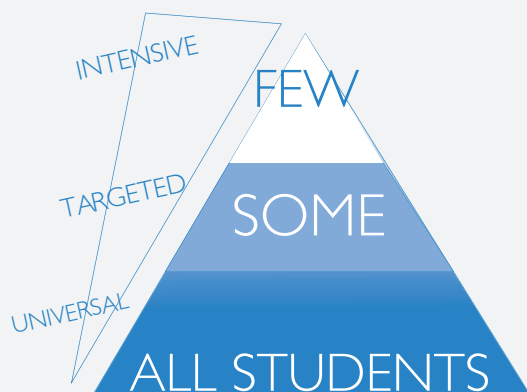 INTENSIVE
FEW
TARGETED
SOME
UNIVERSAL
ALL STUDENTS